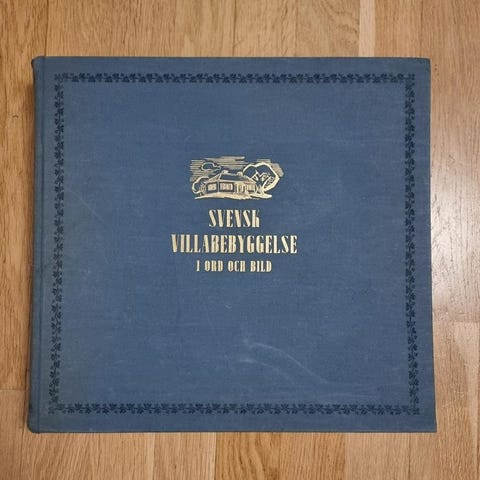 SVENSK
VILLABEBYGGELSE
I ORD OCH BILD